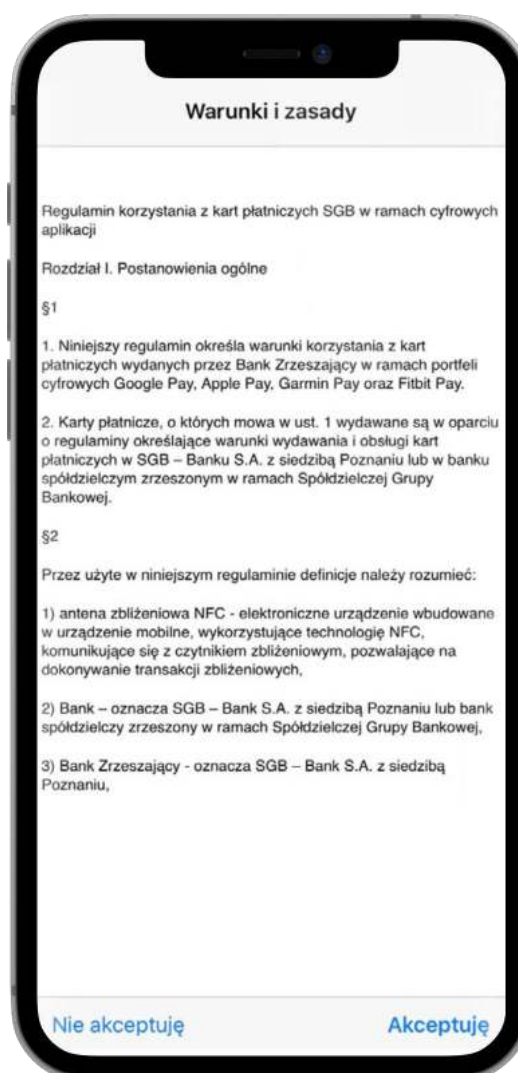 Warunki i zasady
Regulamin korzystania z kart płatniczych SGB w ramach cyfrowych
aplikacji
Rozdział I. Postanowienia ogólne
§1
1. Niniejszy regulamin określa warunki korzystania z kart
płatniczych wydanych przez Bank Zrzeszający w ramach portfeli
cyfrowych Google Pay, Apple Pay, Garmin Pay oraz Fitbit Pay.
2. Karty płatnicze, o których mowa w ust. 1 wydawane są w oparciu
o regulaminy określające warunki wydawania i obsługi kart
płatniczych w SGB – Banku S.A. z siedzibą Poznaniu lub w banku
spółdzielczym zrzeszonym w ramach Spółdzielczej Grupy
Bankowej.
§2
Przez użyte w niniejszym regulaminie definicje należy rozumieć:
1) antena zbliżeniowa NFC - elektroniczne urządzenie wbudowane
w urządzenie mobilne, wykorzystujące technologię NFC,
komunikujące się z czytnikiem zbliżeniowym, pozwalające na
dokonywanie transakcji zbliżeniowych,
2) Bank – oznacza SGB – Bank S.A. z siedzibą Poznaniu lub bank
spółdzielczy zrzeszony w ramach Spółdzielczej Grupy Bankowej,
3) Bank Zrzeszający - oznacza SGB – Bank S.A. z siedzibą
Poznaniu,
Nie akceptuję
Akceptuję